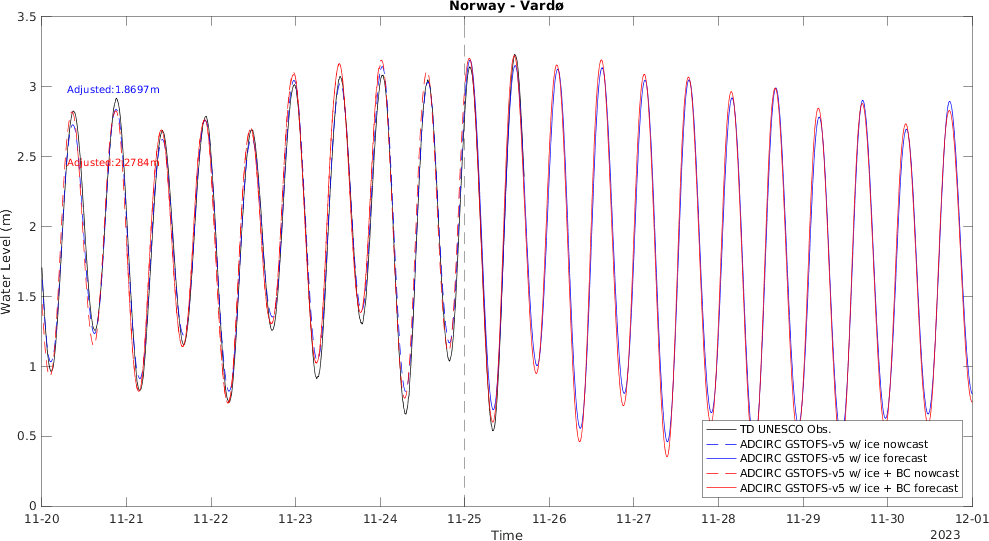 Norway - Vardø
3.5
3
2.5
2
1.5
1
0.5
0
Water Level (m)
Adjusted:1.8697m
Adjusted:2.2784m
TD UNESCO Obs.
ADCIRC GSTOFS-v5 w/ ice nowcast
ADCIRC GSTOFS-v5 w/ ice forecast
ADCIRC GSTOFS-v5 w/ ice + BC nowcast
ADCIRC GSTOFS-v5 w/ ice + BC forecast
11-20 11-21 11-22 11-23 11-24 11-25 11-26 11-27 11-28 11-29 11-30 12-01
Time
2023